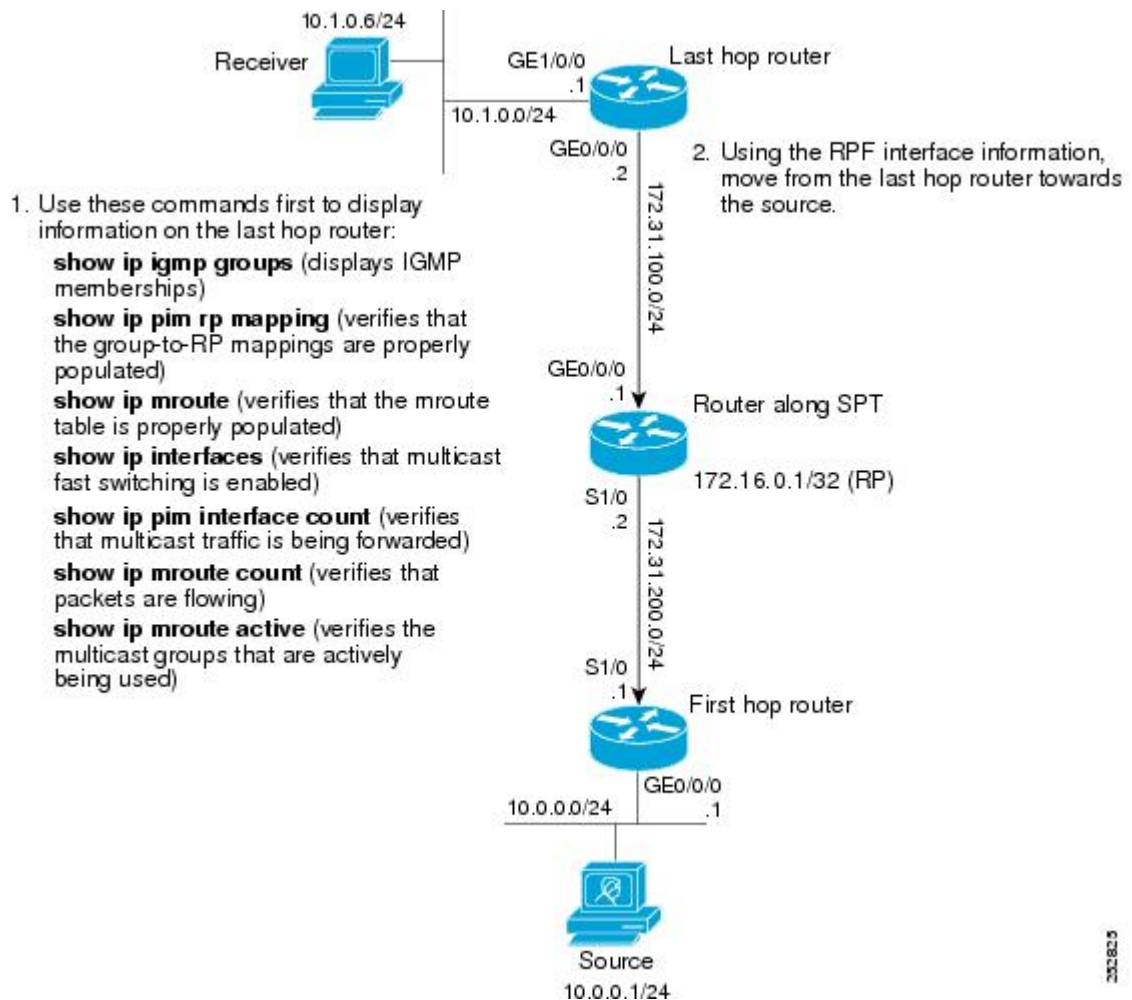 10.1.0.6/24
Receiver
GE1/0/0
.1
Last hop router
10.1.0.0/24
GE0/0/0
.2
2. Using the RPF interface information,
move from the last hop router towards
the source.
172.31.100.0/24
1. Use these commands first to display
information on the last hop router:
show ip igmp groups (displays IGMP
memberships)
show ip pim rp mapping (verifies that
the group-to-RP mappings are properly
populated)
show ip mroute (verifies that the mroute
table is properly populated)
show ip interfaces (verifies that multicast
fast switching is enabled)
show ip pim interface count (verifies
that multicast traffic is being forwarded)
show ip mroute count (verifies that
packets are flowing)
show ip mroute active (verifies the
multicast groups that are actively
being used)
GE0/0/0
.1
Router along SPT
172.16.0.1/32 (RP)
S1/0
.2
172.31.200.0/24
S1/0
.1
First hop router
GE0/0/0
.1
10.0.0.0/24
Source
10.0.0.1/24
252825